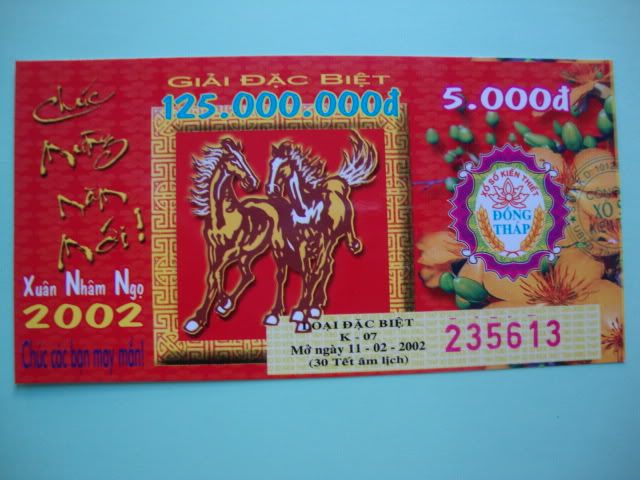 Chúc
Mừng
năm
mới!
Xuân Nhâm Ngọ
2002
Chúc các bạn may mắn!
GIẢI ĐẶC BIỆT
125.000.000đ
5.000đ
XỔ SỐ KIẾN THIẾT
ĐỒNG
THÁP
LOẠI ĐẶC BIỆT
K - 07
Mở ngày 11 - 02 - 2002
(30 Tết âm lịch)
235613
XO S